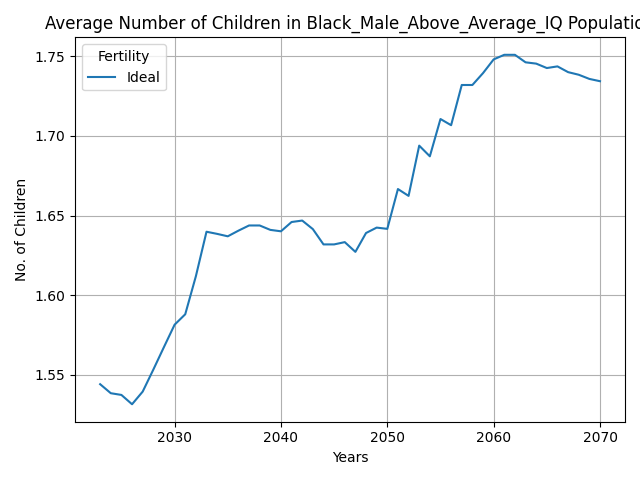 Average Number of Children in Black_Male_Above_Average_IQ Populatio
Fertility
Ideal
No. of Children
1.75
1.70
1.65
1.60
1.55
2030 2040 2050 2060 2070
Years